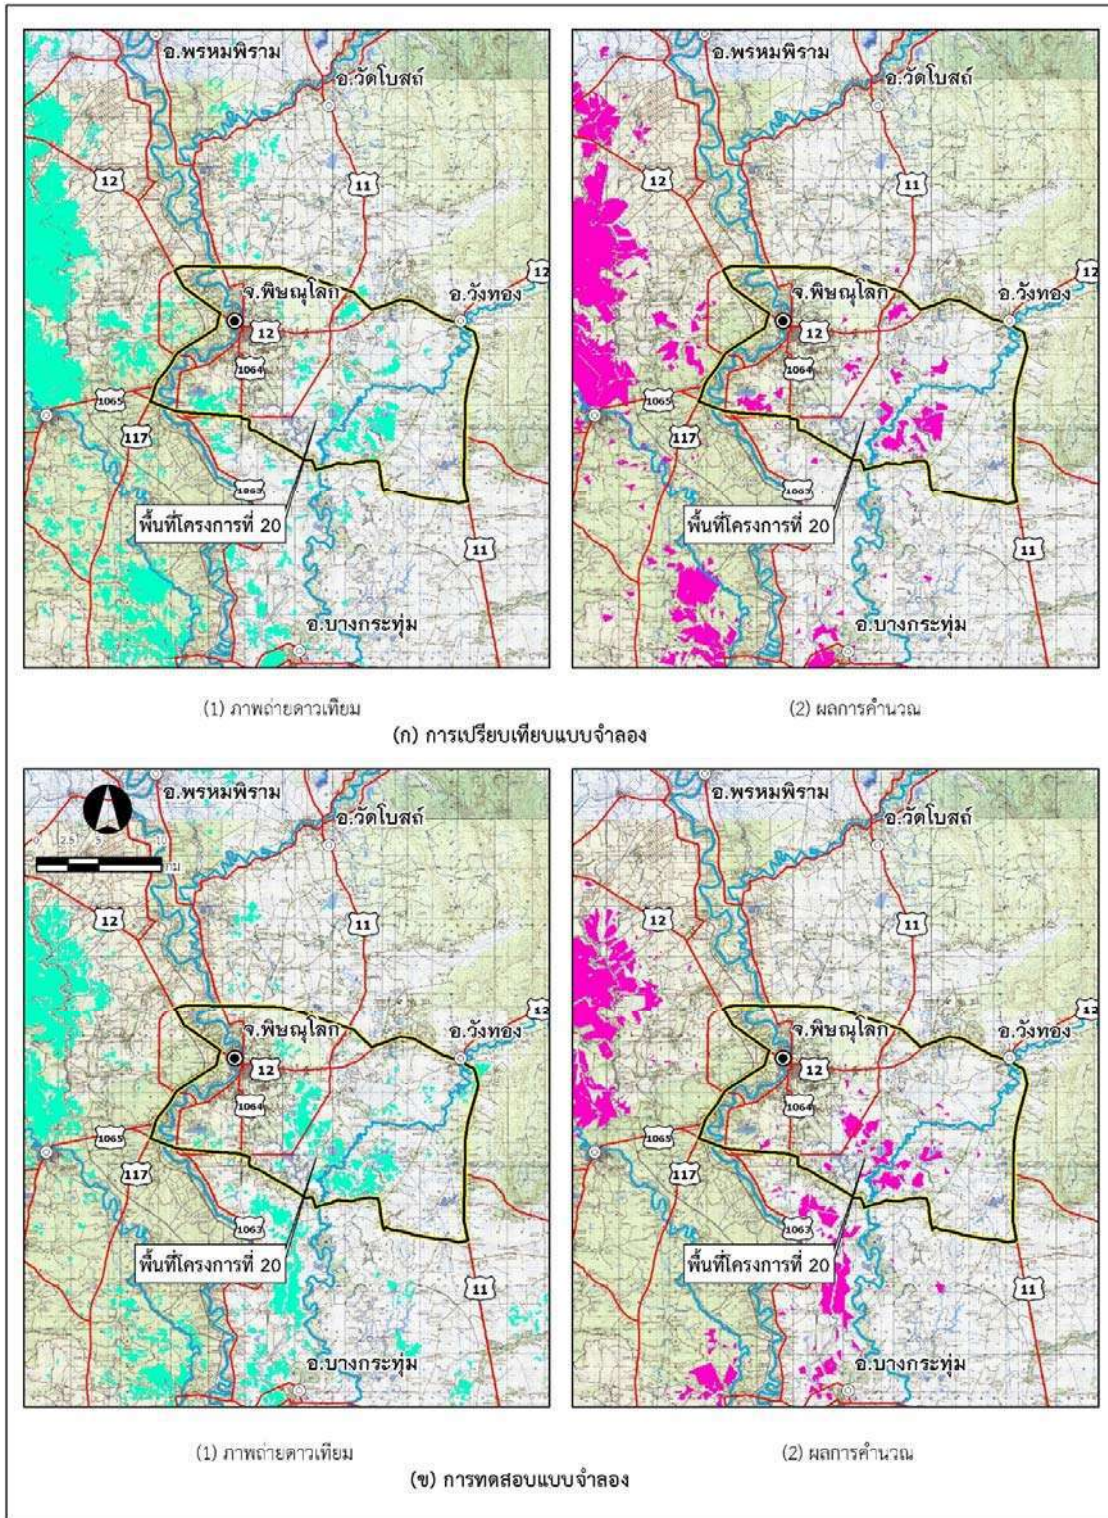 อ.พรหมพิราม
อ.วัดโบสถ์
12
11
จ.พิษณุโลก
12
อ.วังทอง
12
1064
1065
117
1063
พื้นที่โครงการที่ 20
11
อ.บางกระทุ่ม
อ.พรหมพิราม
อ.วัดโบสถ์
12
11
จ.พิษณุโลก
12
อ.วังทอง
12
1064
1065
117
1063
พื้นที่โครงการที่ 20
11
อ.บางกระทุ่ม
(1) ภาพถ่ายดาวเทียม
(2) ผลการคำนวณ
(ก) การเปรียบเทียบแบบจำลอง
อ.พรหมพิราม
อ.วัดโบสถ์
0 2.5 5 10
กม
12
11
จ.พิษณุโลก
12
อ.วังทอง
12
1064
1065
117
1063
พื้นที่โครงการที่ 20
11
อ.บางกระทุ่ม
อ.พรหมพิราม
อ.วัดโบสถ์
12
11
จ.พิษณุโลก
12
อ.วังทอง
12
1064
1065
117
1063
พื้นที่โครงการที่ 20
11
อ.บางกระทุ่ม
(1) ภาพถ่ายดาวเทียม
(2) ผลการคำนวณ
(ข) การทดสอบแบบจำลอง